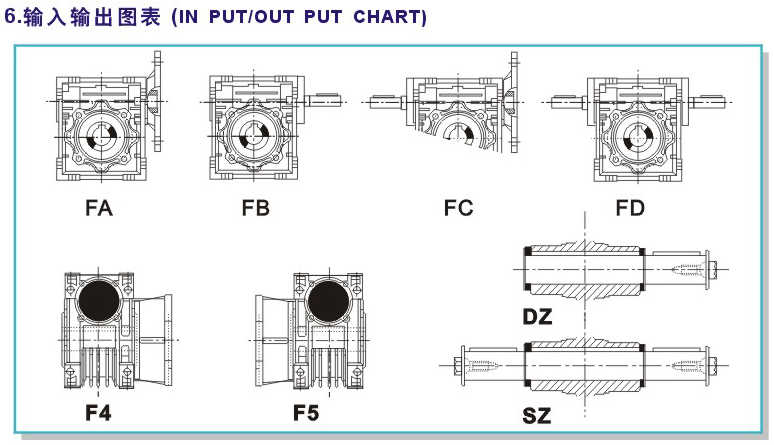 6.输入输出图表 (IN PUT/OUT PUT CHART)
FA FB FC FD
DZ
F4 F5 SZ